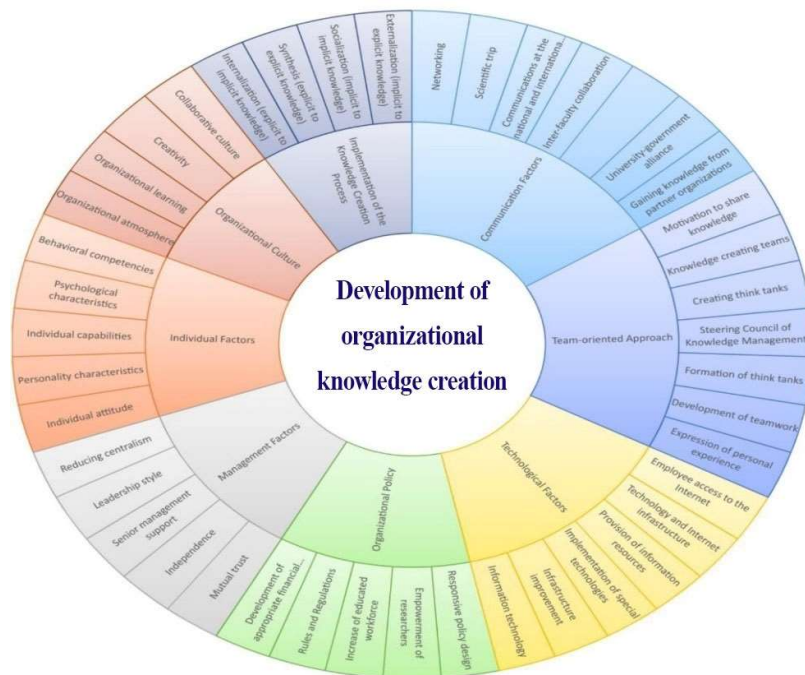 Development of
organizational
knowledge creation
Communication Factors
Networking
Scientific trip
Communications at the
national and internationa...
Inter-faculty collaboration
University-government
alliance
Gaining knowledge from
partner organizations
Team-oriented Approach
Motivation to share
knowledge
Knowledge creating teams
Creating think tanks
Steering Council of
Knowledge Management
Formation of think tanks
Development of teamwork
Expression of personal
experience
Technological Factors
Employee access to the
Internet
Technology and Internet
infrastructure
Provision of information
resources
Implementation of special
technologies
Infrastructure
improvement
Information technology
Organizational Policy
Responsive policy design
Empowerment of
researchers
Increase of educated
workforce
Rules and Regulations
Development of
appropriate financial...
Management Factors
Mutual trust
Independence
Senior management
support
Leadership style
Reducing centralism
Individual Factors
Individual attitude
Personality characteristics
Individual capabilities
Psychological
characteristics
Behavioral competencies
Organizational Culture
Organizational atmosphere
Organizational learning
Creativity
Collaborative culture
Implementation of the
Knowledge Creation
Process
Internalization (explicit to
implicit knowledge)
Synthesis (explicit to
explicit knowledge)
Socialization (implicit to
implicit knowledge)
Externalization (implicit to
explicit knowledge)